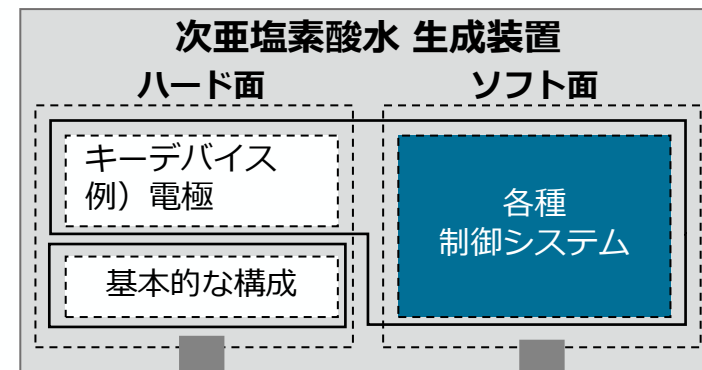 次亜塩素酸水 生成装置
ハード面
ソフト面
キーデバイス
例）電極
各種
制御システム
基本的な構成